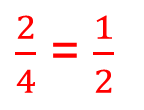 2/4 = 1/2